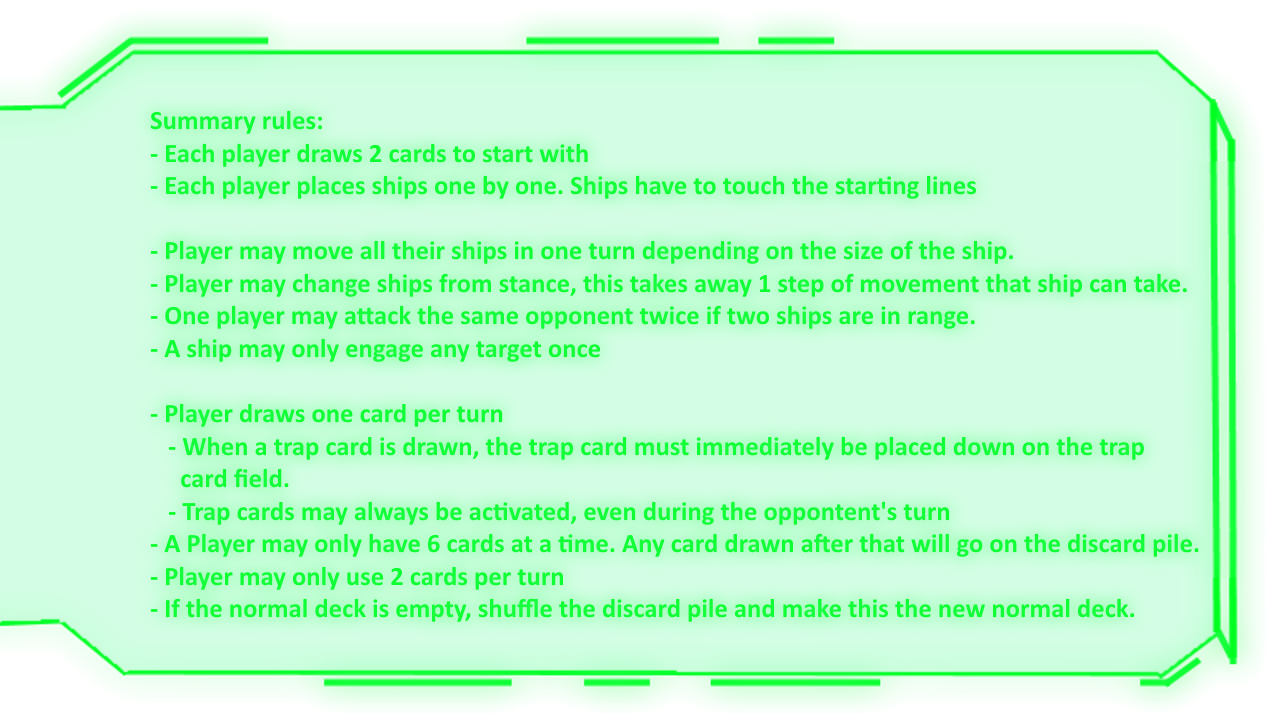 Summary rules:
- Each player draws 2 cards to start with
- Each player places ships one by one. Ships have to touch the starting lines
- Player may move all their ships in one turn depending on the size of the ship.
- Player may change ships from stance, this takes away 1 step of movement that ship can take.
- One player may attack the same opponent twice if two ships are in range.
- A ship may only engage any target once
- Player draws one card per turn
- When a trap card is drawn, the trap card must immediately be placed down on the trap
card field.
- Trap cards may always be activated, even during the oppontent's turn
- A Player may only have 6 cards at a time. Any card drawn after that will go on the discard pile.
- Player may only use 2 cards per turn
- If the normal deck is empty, shuffle the discard pile and make this the new normal deck.